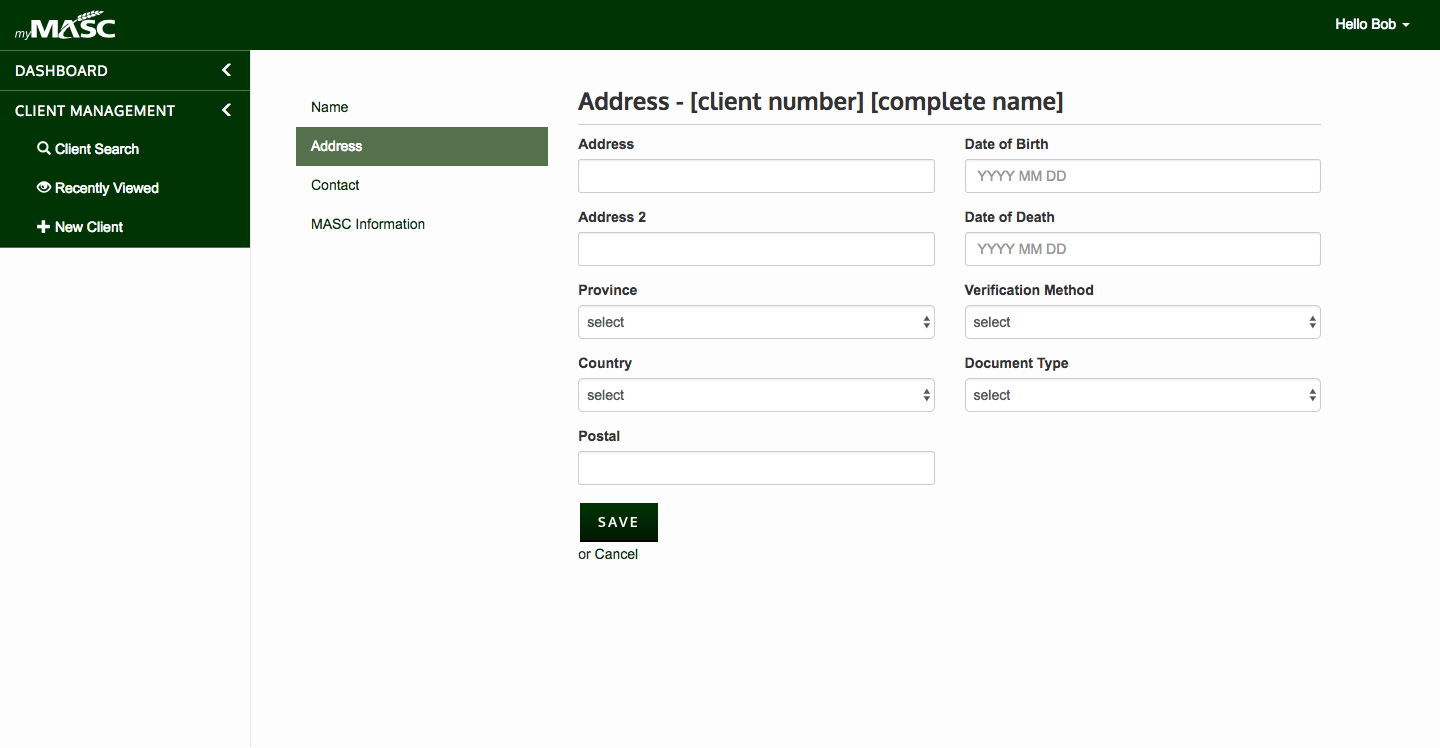 myMASC
Hello Bob
DASHBOARD
CLIENT MANAGEMENT
Client Search
Recently Viewed
New Client
Name
Address
Contact
MASC Information
Address - [client number] [complete name]
Address
Date of Birth
YYYY MM DD
Address 2
Date of Death
YYYY MM DD
Province
Verification Method
select
select
Country
Document Type
select
select
Postal
SAVE
or Cancel